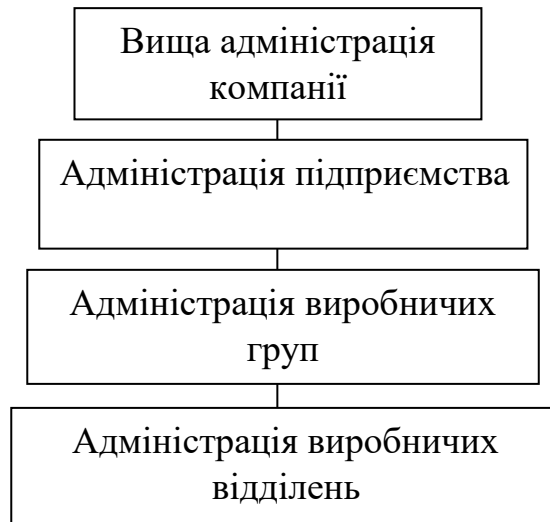 Вища адміністрація
компанії
Адміністрація підприємства
Адміністрація виробничих
груп
Адміністрація виробничих
відділень